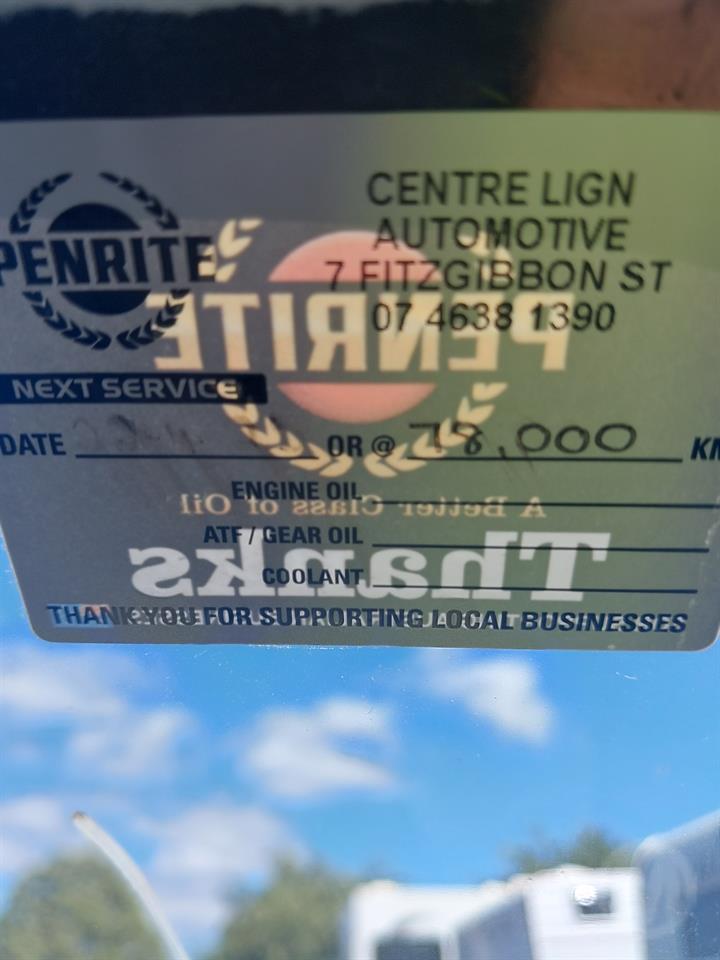 PENRITE
CENTRE LIGN
AUTOMOTIVE
7 FITZGIBBON ST
07 4638 1390
PENRITE
NEXT SERVICE
DATE OR @ 78,000 KM
ENGINE OIL
A Better Class of Oil
ATF / GEAR OIL
Thanks
COOLANT
THANK YOU FOR SUPPORTING LOCAL BUSINESSES